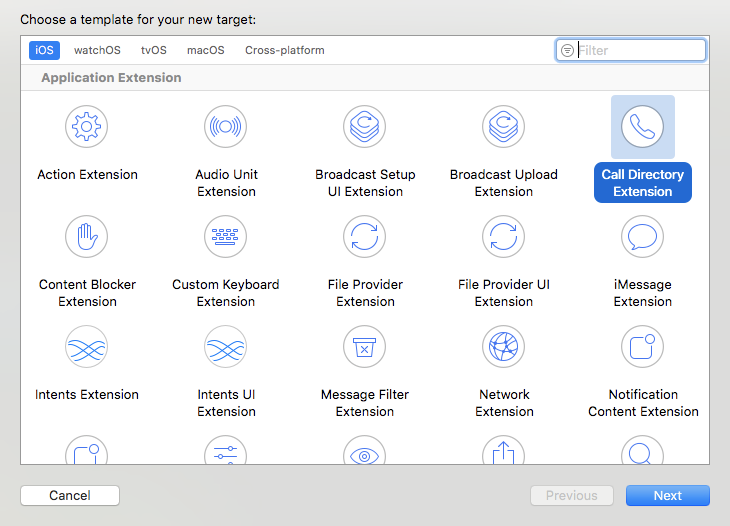 Choose a template for your new target:
iOS watchOS tvOS macOS Cross-platform Filter
Application Extension
Action Extension
Audio Unit
Extension
Broadcast Setup
UI Extension
Broadcast Upload
Extension
Call Directory
Extension
Content Blocker
Extension
Custom Keyboard
Extension
File Provider
Extension
File Provider UI
Extension
iMessage
Extension
Intents Extension
Intents UI
Extension
Message Filter
Extension
Network
Extension
Notification
Content Extension
Cancel Previous Next